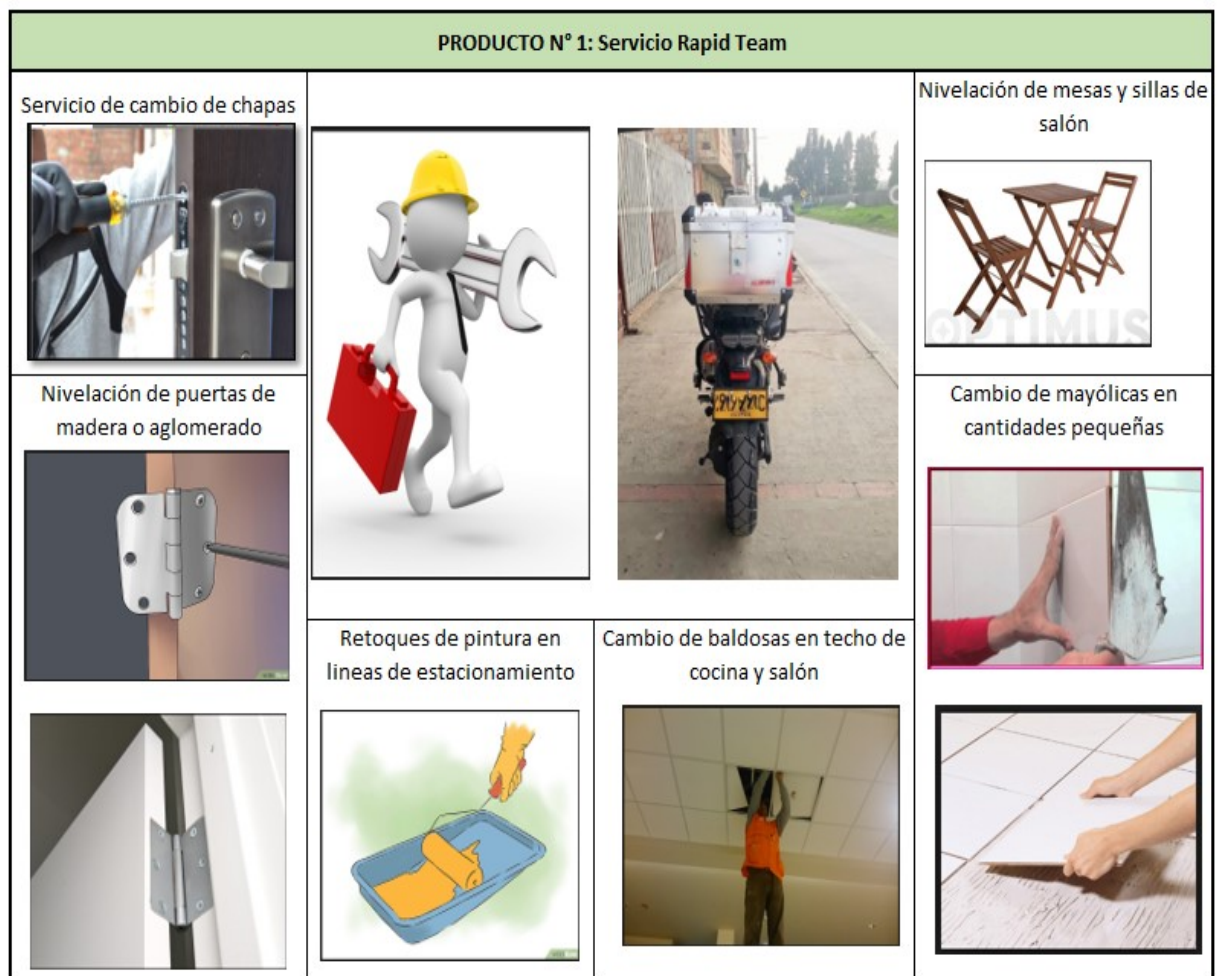 PRODUCTO N° 1: Servicio Rapid Team
Servicio de cambio de chapas
Nivelación de mesas y sillas de
salón
OPTIMUS
Nivelación de puertas de
madera o aglomerado
Cambio de mayólicas en
cantidades pequeñas
Retoques de pintura en
lineas de estacionamiento
Cambio de baldosas en techo de
cocina y salón